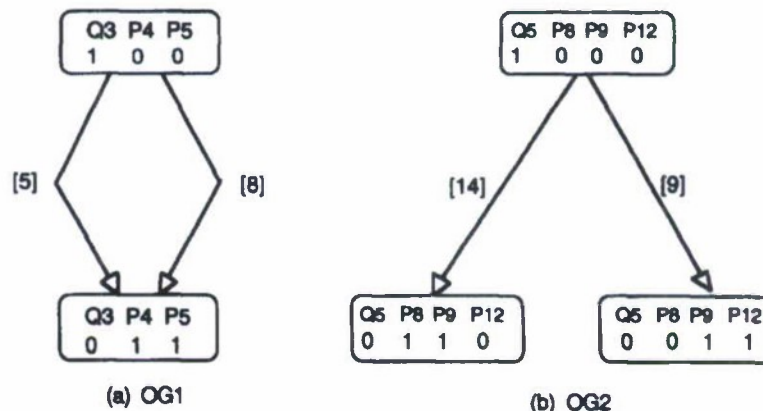 Q3 P4 P5
1 0 0
[5]
[8]
Q3 P4 P5
0 1 1
(a) OG1
Q5 P8 P9 P12
1 0 0 0
[14]
[9]
Q5 P8 P9 P12
0 1 1 0
Q5 P8 P9 P12
0 0 1 1
(b) OG2